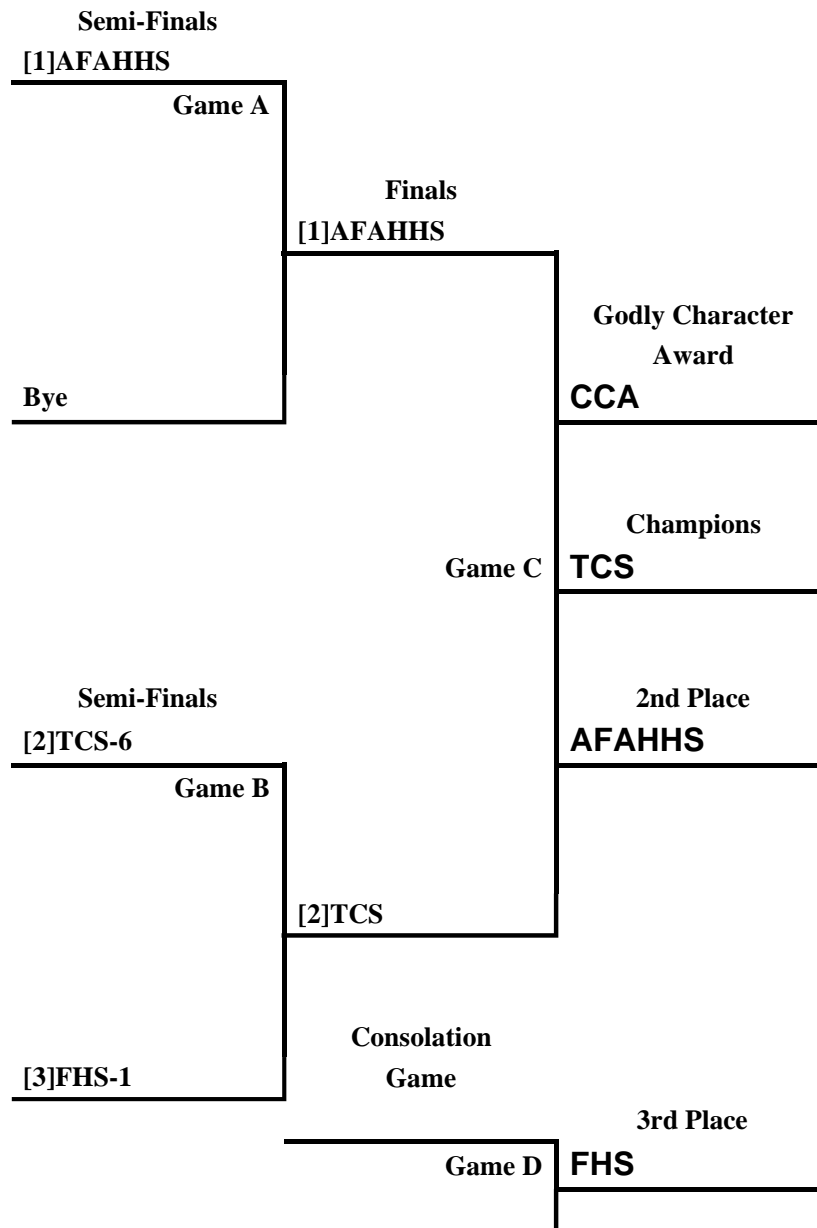 Semi-Finals
[1]AFAHHS
Game A
Finals
[1]AFAHHS
Godly Character
Award
Bye
CCA
Champions
Game C
TCS
Semi-Finals
2nd Place
[2]TCS-6
AFAHHS
Game B
[2]TCS
Consolation
[3]FHS-1
Game
3rd Place
Game D
FHS